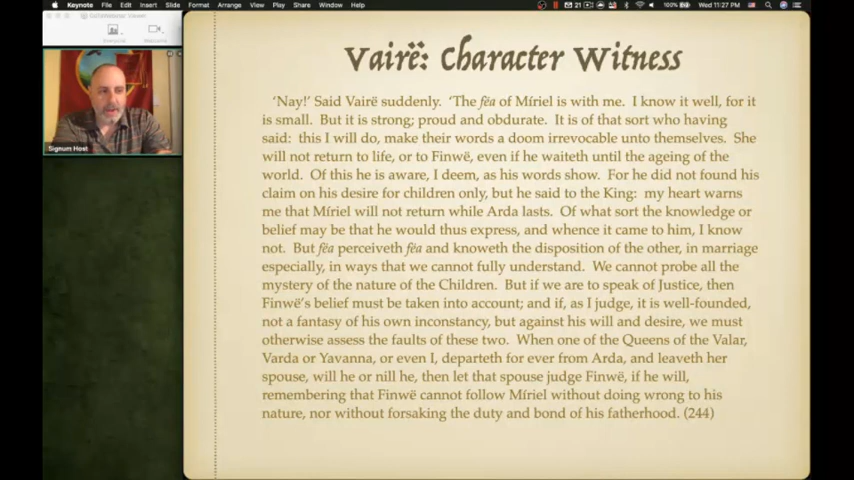 Keynote File Edit Insert Slide Format Arrange View Play Share Window Help 21 100% Wed 11:27 PM
Vairë: Character Witness
‘Nay!’ Said Vairë suddenly. ‘The fëa of Míriel is with me. I know it well, for it
is small. But it is strong; proud and obdurate. It is of that sort who having
said: this I will do, make their words a doom irrevocable unto themselves. She
will not return to life, or to Finwë, even if he waiteth until the ageing of the
world. Of this he is aware, I deem, as his words show. For he did not found his
claim on his desire for children only, but he said to the King: my heart warns
me that Míriel will not return while Arda lasts. Of what sort the knowledge or
belief may be that he would thus express, and whence it came to him, I know
not. But fëa perceiveth fëa and knoweth the disposition of the other, in marriage
especially, in ways that we cannot fully understand. We cannot probe all the
mystery of the nature of the Children. But if we are to speak of Justice, then
Finwë's belief must be taken into account; and if, as I judge, it is well-founded,
not a fantasy of his own inconstancy, but against his will and desire, we must
otherwise assess the faults of these two. When one of the Queens of the Valar,
Varda or Yavanna, or even I, departeth for ever from Arda, and leaveth her
spouse, will he or nill he, then let that spouse judge Finwë, if he will,
remembering that Finwë cannot follow Míriel without doing wrong to his
nature, nor without forsaking the duty and bond of his fatherhood. (244)
Signum Host